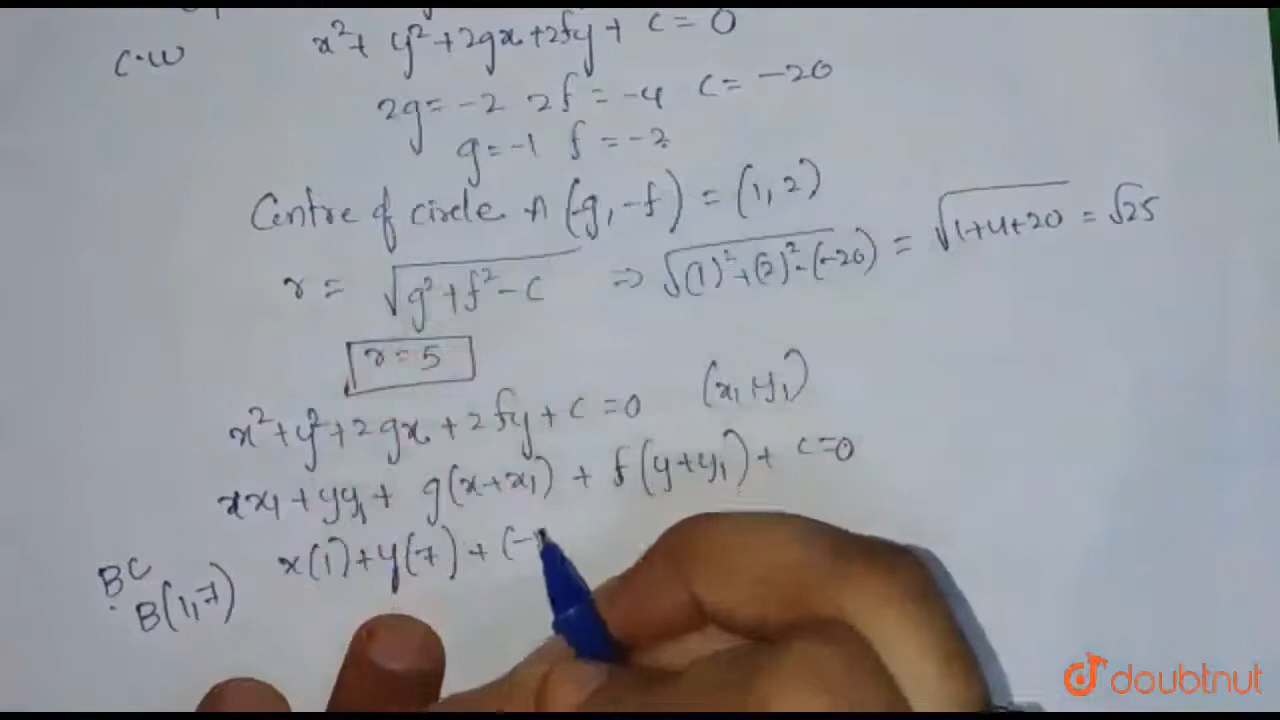 C.W x²+ y²+2gx+2fy+ c=0
2g=-2 2f=-4 c=-20
g=-1 f=-2
Centre of circle (-g,-f) = (1,2)
r= √g²+f²-c ⇒ √(1)²+(2)²-(-20) = √1+4+20 = √25
r=5
x²+y²+2gx+2fy+c=0 (x₁,y₁)
xx₁+yy₁+ g(x+x₁) + f(y+y₁)+ c=0
x(1)+y(7)+(-
BC
B(1,7)
doubtnut